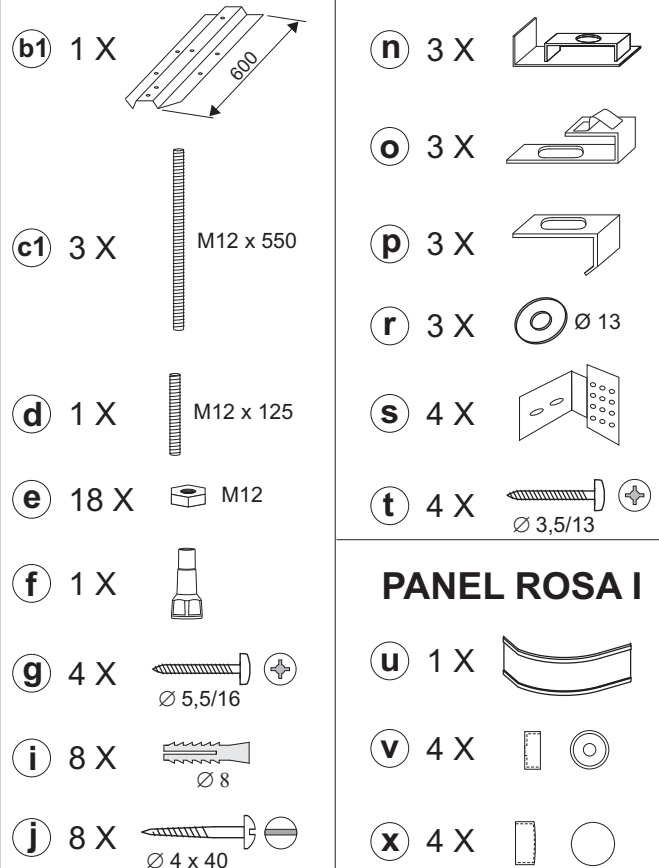 b1 1 X
600
c1 3 X
M12 x 550
d 1 X
M12 x 125
e 18 X
M12
f 1 X
g 4 X
Ø 5,5/16
i 8 X
Ø 8
j 8 X
Ø 4 x 40
n 3 X
o 3 X
p 3 X
r 3 X
Ø 13
s 4 X
t 4 X
Ø 3,5/13
PANEL ROSA I
u 1 X
v 4 X
x 4 X